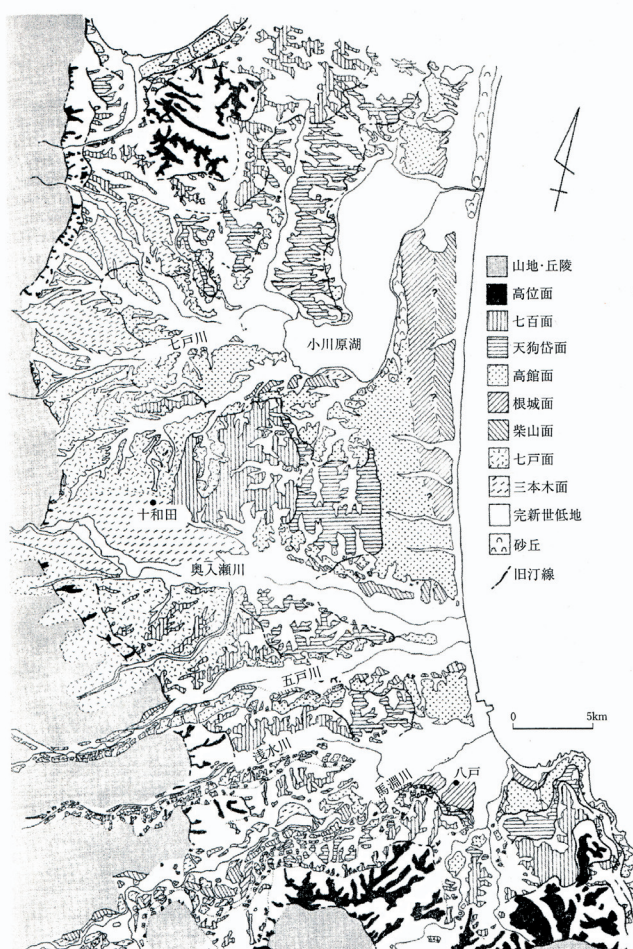 山地・丘陵
高位面
七百面
天狗岱面
高館面
根城面
柴山面
七戸面
三本木面
完新世低地
砂丘
旧汀線
七戸川
小川原湖
?
?
?
?
?
十和田
奥入瀬川
五戸川
0 5km
浅水川
馬淵川
八戸